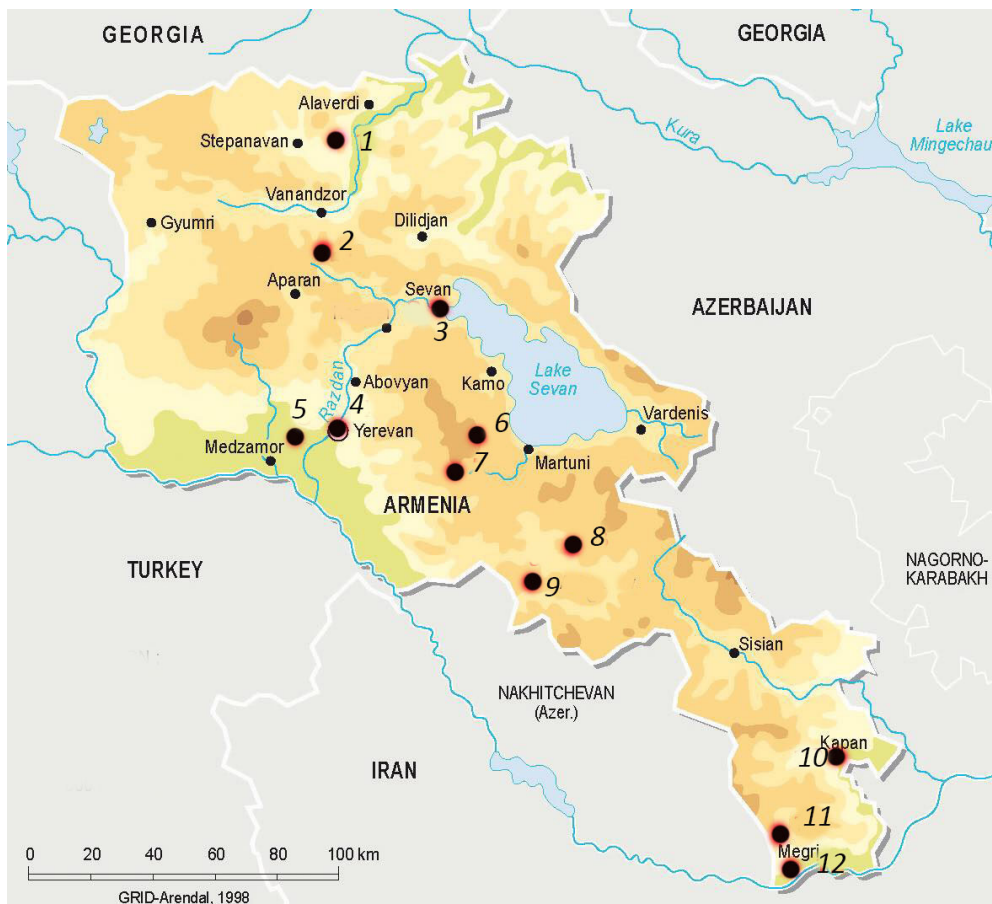 GEORGIA
GEORGIA
Alaverdi
1
Stepanavan
Kura
Lake
Mingechau
Vanandzor
Gyumri
Dilidjan
2
Aparan
Sevan
3
AZERBAIJAN
Razdan
Abovyan
Kamo
Lake
Sevan
4
5
Yerevan
6
Vardenis
Medzamor
7
Martuni
ARMENIA
8
TURKEY
9
NAGORNO-
KARABAKH
Sisian
NAKHITCHEVAN
(Azer.)
Kapan
10
IRAN
11
Megri
12
0 20 40 60 80 100 km
GRID-Arendal, 1998